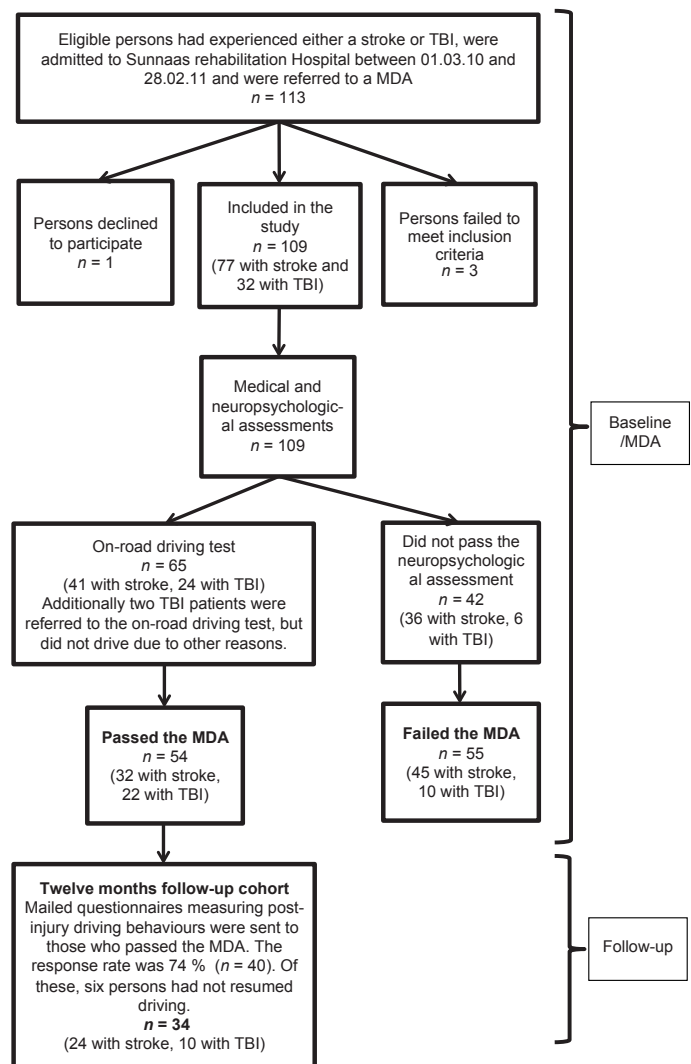 Eligible persons had experienced either a stroke or TBI, were
admitted to Sunnaas rehabilitation Hospital between 01.03.10 and
28.02.11 and were referred to a MDA
n = 113
Persons declined
to participate
n = 1
Included in the
study
n = 109
(77 with stroke and
32 with TBI)
Persons failed to
meet inclusion
criteria
n = 3
Medical and
neuropsychologic-
al assessments
n = 109
Baseline
/MDA
On-road driving test
n = 65
(41 with stroke, 24 with TBI)
Additionally two TBI patients were
referred to the on-road driving test, but
did not drive due to other reasons.
Did not pass the
neuropsychologic
al assessment
n = 42
(36 with stroke, 6
with TBI)
Passed the MDA
n = 54
(32 with stroke,
22 with TBI)
Failed the MDA
n = 55
(45 with stroke,
10 with TBI)
Twelve months follow-up cohort
Mailed questionnaires measuring post-
injury driving behaviours were sent to
those who passed the MDA. The
response rate was 74 % (n = 40). Of
these, six persons had not resumed
driving.
n = 34
(24 with stroke, 10 with TBI)
Follow-up